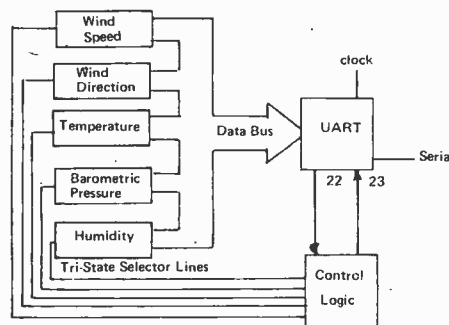 Wind
Speed
Wind
Direction
Temperature
Barometric
Pressure
Humidity
Tri-State Selector Lines
Data Bus
clock
UART
Serial
22 23
Control
Logic